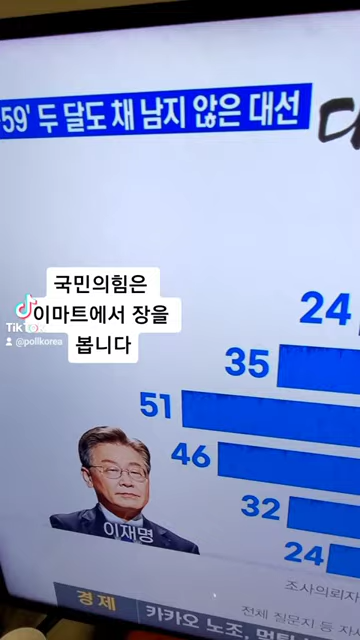 59' 두 달도 채 남지 않은 대선
24
35
국민의힘은
이마트에서 장을
봅니다
TikTok
@pollkorea
51
46
32
24
이재명
조사의뢰자
전체 질문지 등
경제
카카오 노조,